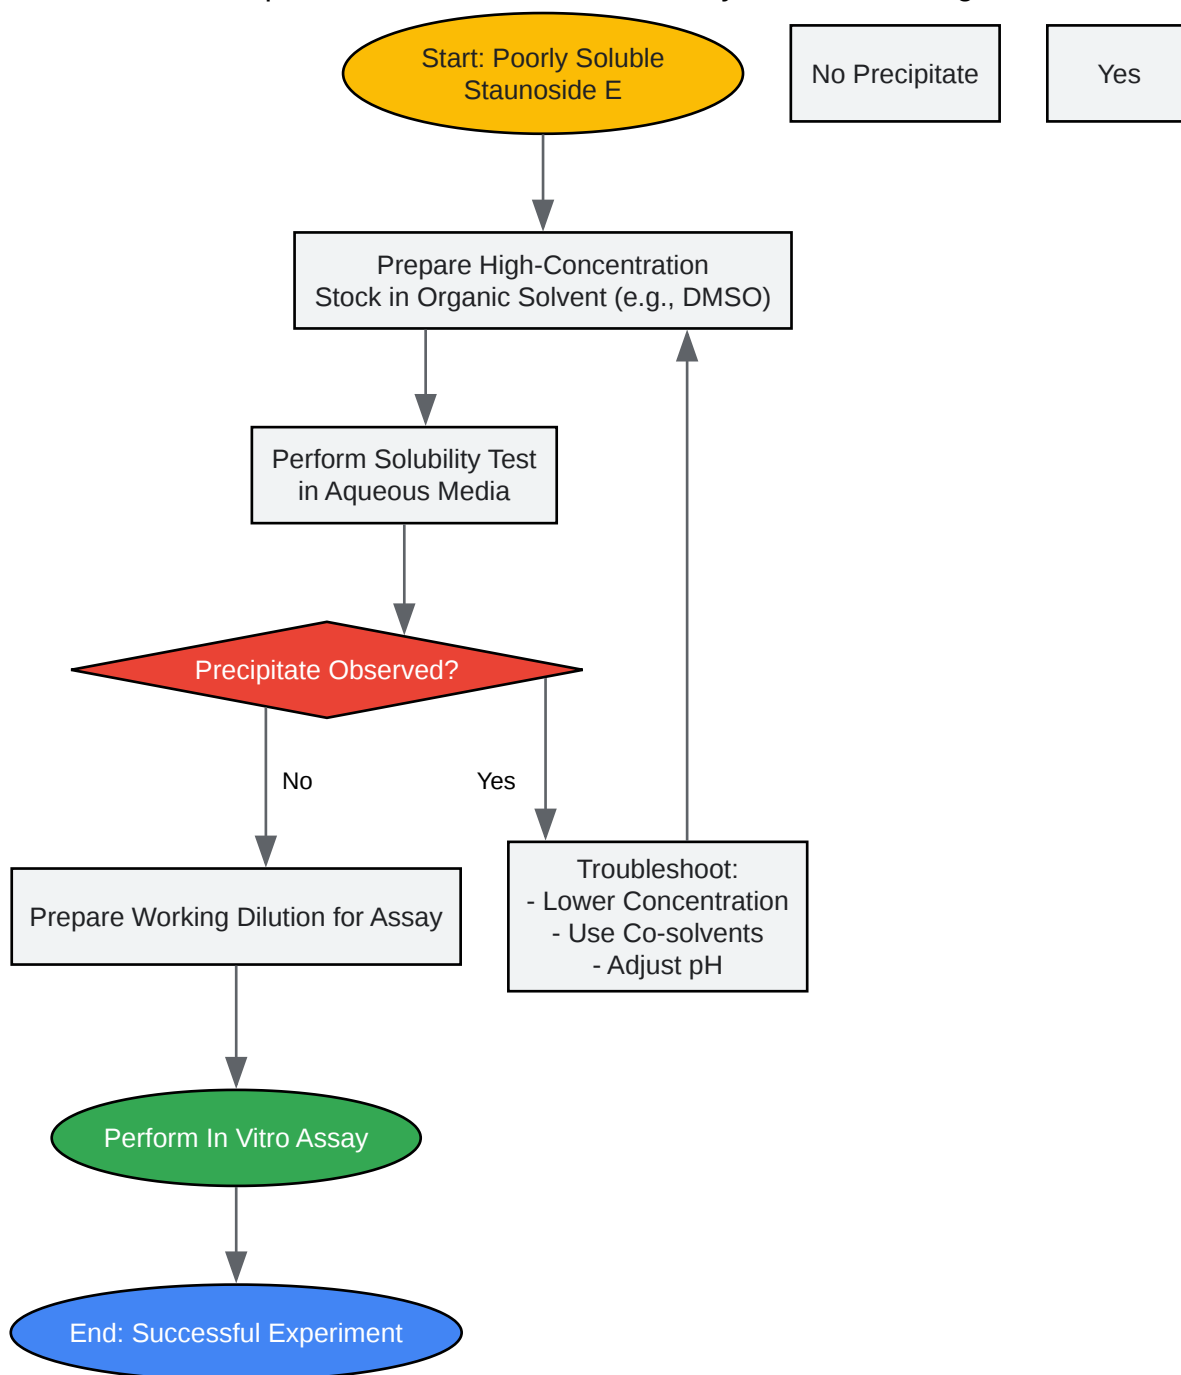 Start: Poorly Soluble
Staunoside E
No Precipitate
Yes
Prepare High-Concentration
Stock in Organic Solvent (e.g., DMSO)
Perform Solubility Test
in Aqueous Media
Precipitate Observed?
No
Yes
Prepare Working Dilution for Assay
Troubleshoot:
- Lower Concentration
- Use Co-solvents
- Adjust pH
Perform In Vitro Assay
End: Successful Experiment